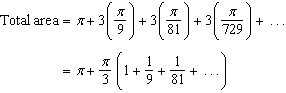 Total area = π + 3(π/9) + 3(π/81) + 3(π/729) + ...
= π + π/3 (1 + 1/9 + 1/81 + ...)